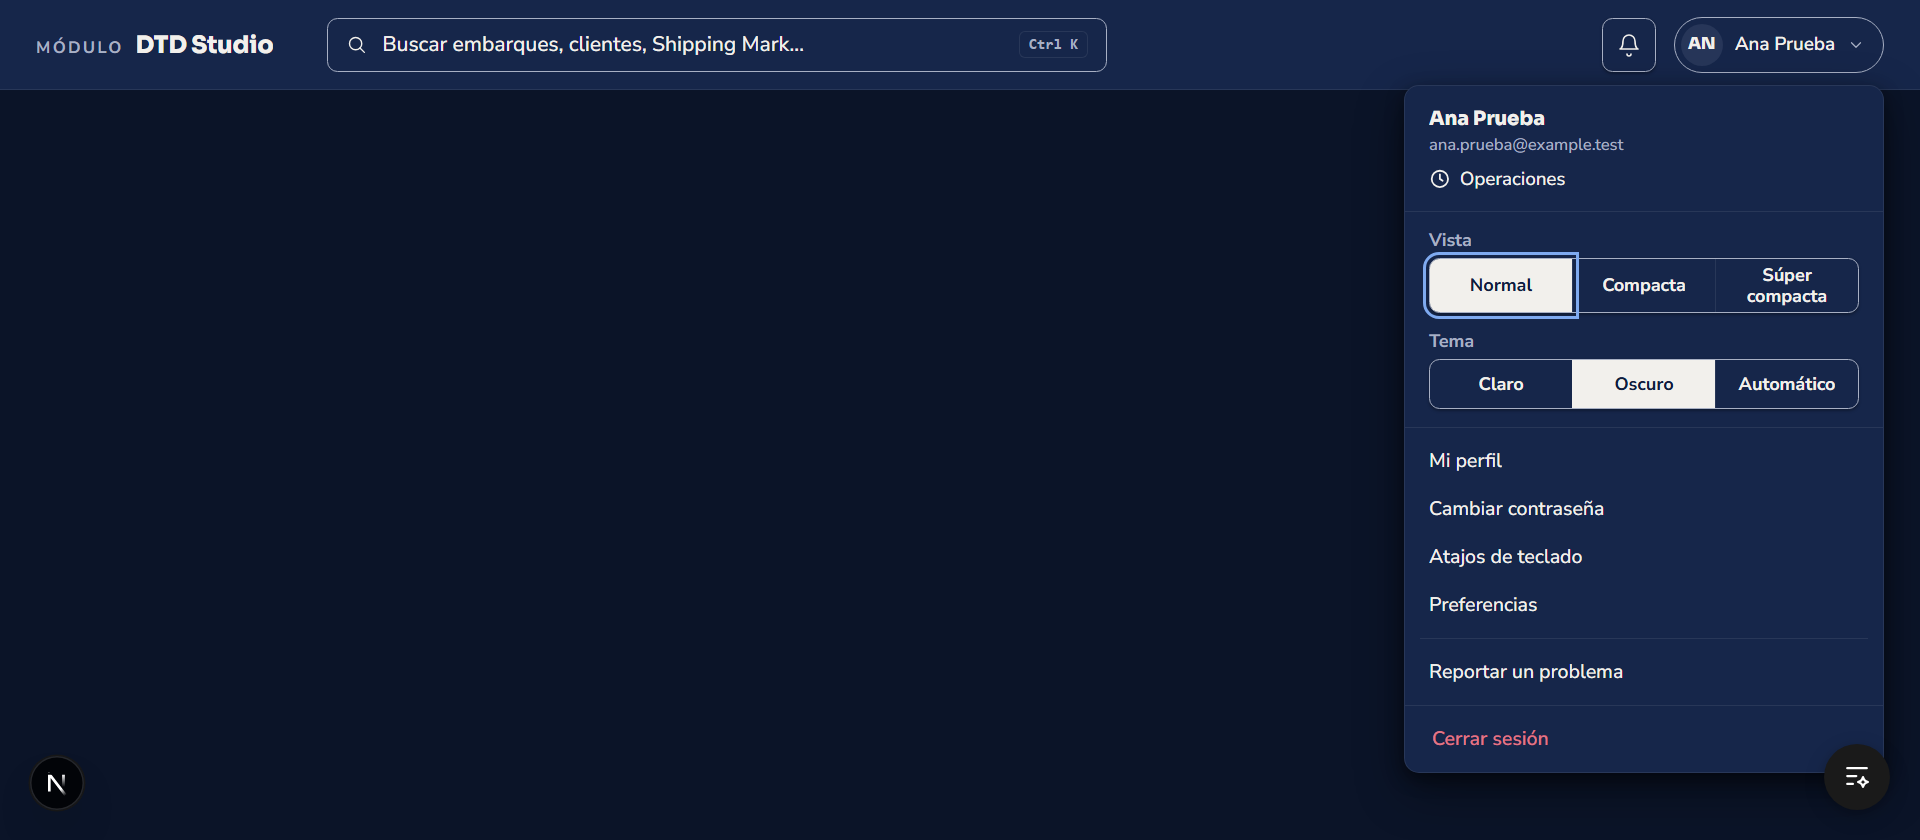 MÓDULO DTD Studio
Buscar embarques, clientes, Shipping Mark...
Ctrl K
AN Ana Prueba
Ana Prueba
ana.prueba@example.test
Operaciones
Vista
Normal
Compacta
Súper
compacta
Tema
Claro
Oscuro
Automático
Mi perfil
Cambiar contraseña
Atajos de teclado
Preferencias
Reportar un problema
Cerrar sesión
N